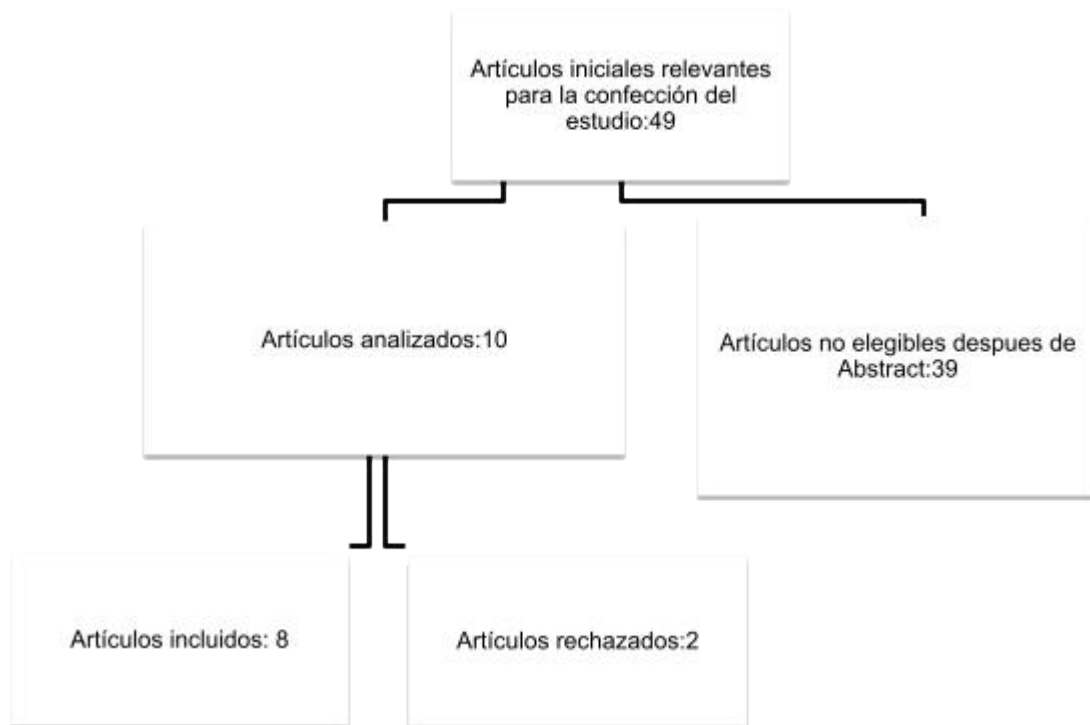 Artículos iniciales relevantes
para la confección del
estudio:49
Artículos analizados:10
Artículos no elegibles despues de
Abstract:39
Artículos incluidos: 8
Artículos rechazados:2